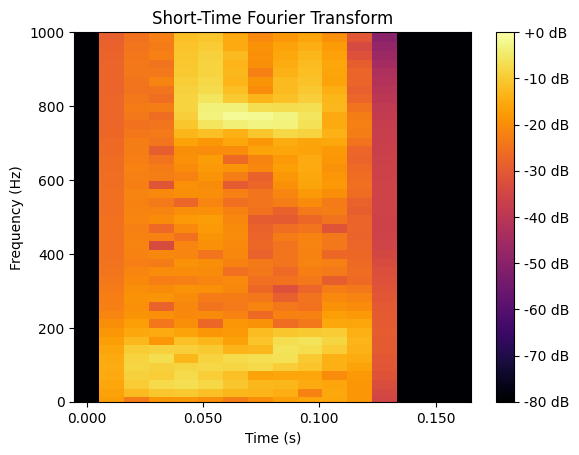 Short-Time Fourier Transform
1000
800
600
400
200
0
Frequency (Hz)
0.000
0.050
0.100
0.150
Time (s)
+0 dB
-10 dB
-20 dB
-30 dB
-40 dB
-50 dB
-60 dB
-70 dB
-80 dB